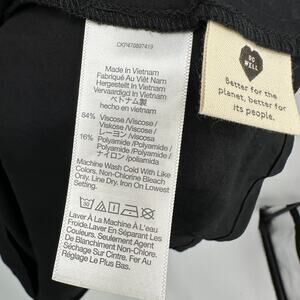 CKP470897419
Made In Vietnam
Fabriqué Au Việt Nam
Hergestellt In Vietnam
Vervaardigd In Vietnam
ベトナム製
hecho en vietnam
84% Viscose/Viscose/
Viskose/Viscose/
レーヨン/viscosa
16% Polyamide/Polyamide/
Polyamid/Polyamide/
ナイロン/poliamida
Machine Wash Cold With Like
Colors. Non-Chlorine Bleach
Only. Line Dry. Iron On Lowest
Setting.
Laver À La Machine À L'eau
Froide.Laver En Séparant Les
Couleurs. Seulement Agent
De Blanchiment Non-Chlore.
Séchage Sur Cintre. Fer Au
Réglage Le Plus Bas.
DO
WELL
Better for the
planet, better for
its people.